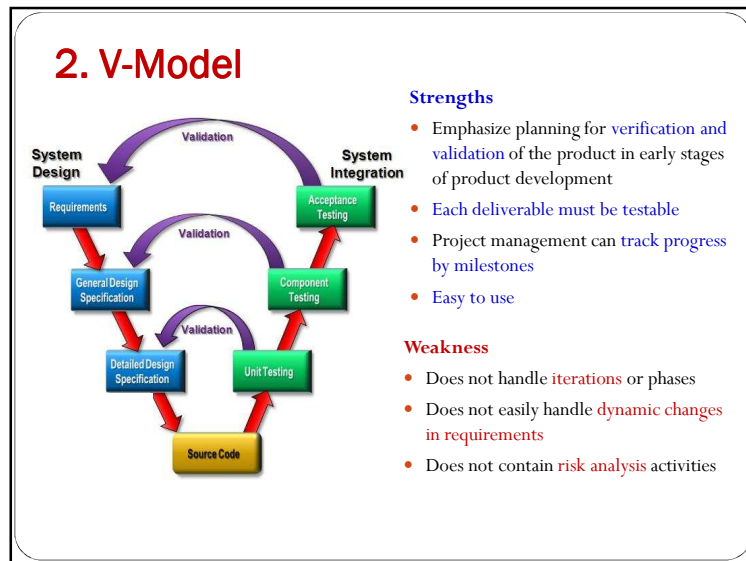 2. V-Model
Validation
System
Design
System
Integration
Requirements
Acceptance
Testing
Validation
General Design
Specification
Component
Testing
Validation
Detailed Design
Specification
Unit Testing
Source Code
Strengths
• Emphasize planning for verification and
validation of the product in early stages
of product development
• Each deliverable must be testable
• Project management can track progress
by milestones
• Easy to use
Weakness
• Does not handle iterations or phases
• Does not easily handle dynamic changes
in requirements
• Does not contain risk analysis activities